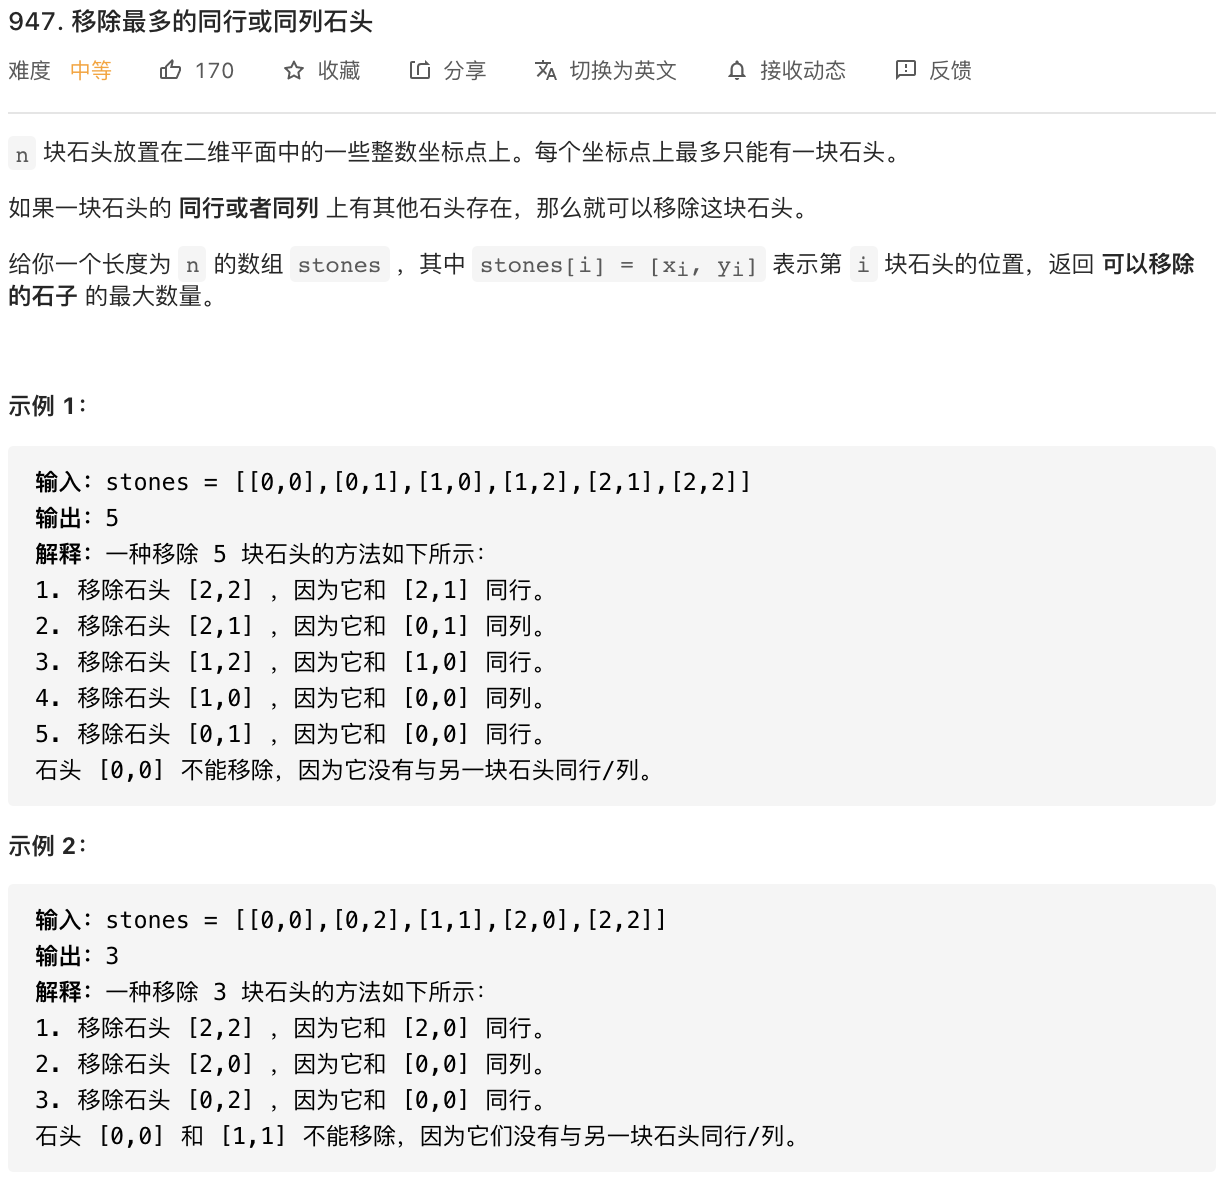 947. 移除最多的同行或同列石头
难度 中等 170 收藏 分享 切换为英文 接收动态 反馈
n 块石头放置在二维平面中的一些整数坐标点上。每个坐标点上最多只能有一块石头。
如果一块石头的 同行或者同列 上有其他石头存在，那么就可以移除这块石头。
给你一个长度为 n 的数组 stones ，其中 stones[i] = [xi, yi] 表示第 i 块石头的位置，返回 可以移除
的石子 的最大数量。
示例 1：
输入：stones = [[0,0],[0,1],[1,0],[1,2],[2,1],[2,2]]
输出：5
解释：一种移除 5 块石头的方法如下所示：
1. 移除石头 [2,2] ，因为它和 [2,1] 同行。
2. 移除石头 [2,1] ，因为它和 [0,1] 同列。
3. 移除石头 [1,2] ，因为它和 [1,0] 同行。
4. 移除石头 [1,0] ，因为它和 [0,0] 同列。
5. 移除石头 [0,1] ，因为它和 [0,0] 同行。
石头 [0,0] 不能移除，因为它没有与另一块石头同行/列。
示例 2：
输入：stones = [[0,0],[0,2],[1,1],[2,0],[2,2]]
输出：3
解释：一种移除 3 块石头的方法如下所示：
1. 移除石头 [2,2] ，因为它和 [2,0] 同行。
2. 移除石头 [2,0] ，因为它和 [0,0] 同列。
3. 移除石头 [0,2] ，因为它和 [0,0] 同行。
石头 [0,0] 和 [1,1] 不能移除，因为它们没有与另一块石头同行/列。